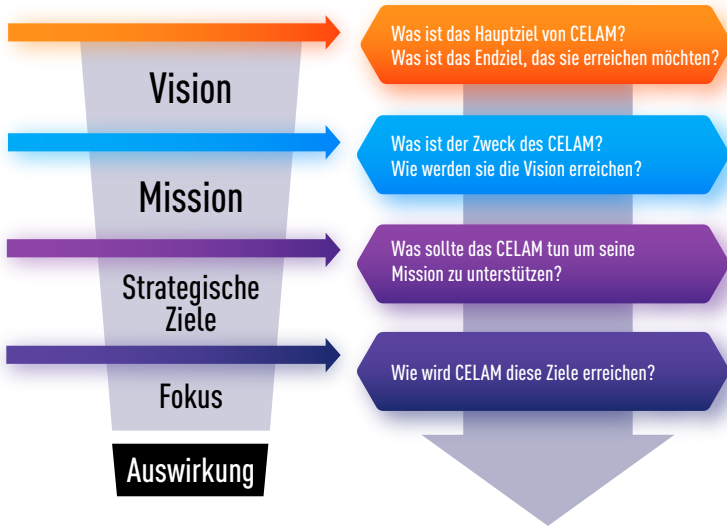 Was ist das Hauptziel von CELAM?
Was ist das Endziel, das sie erreichen möchten?
Vision
Was ist der Zweck des CELAM?
Wie werden sie die Vision erreichen?
Mission
Was sollte das CELAM tun um seine
Mission zu unterstützen?
Strategische
Ziele
Wie wird CELAM diese Ziele erreichen?
Fokus
Auswirkung